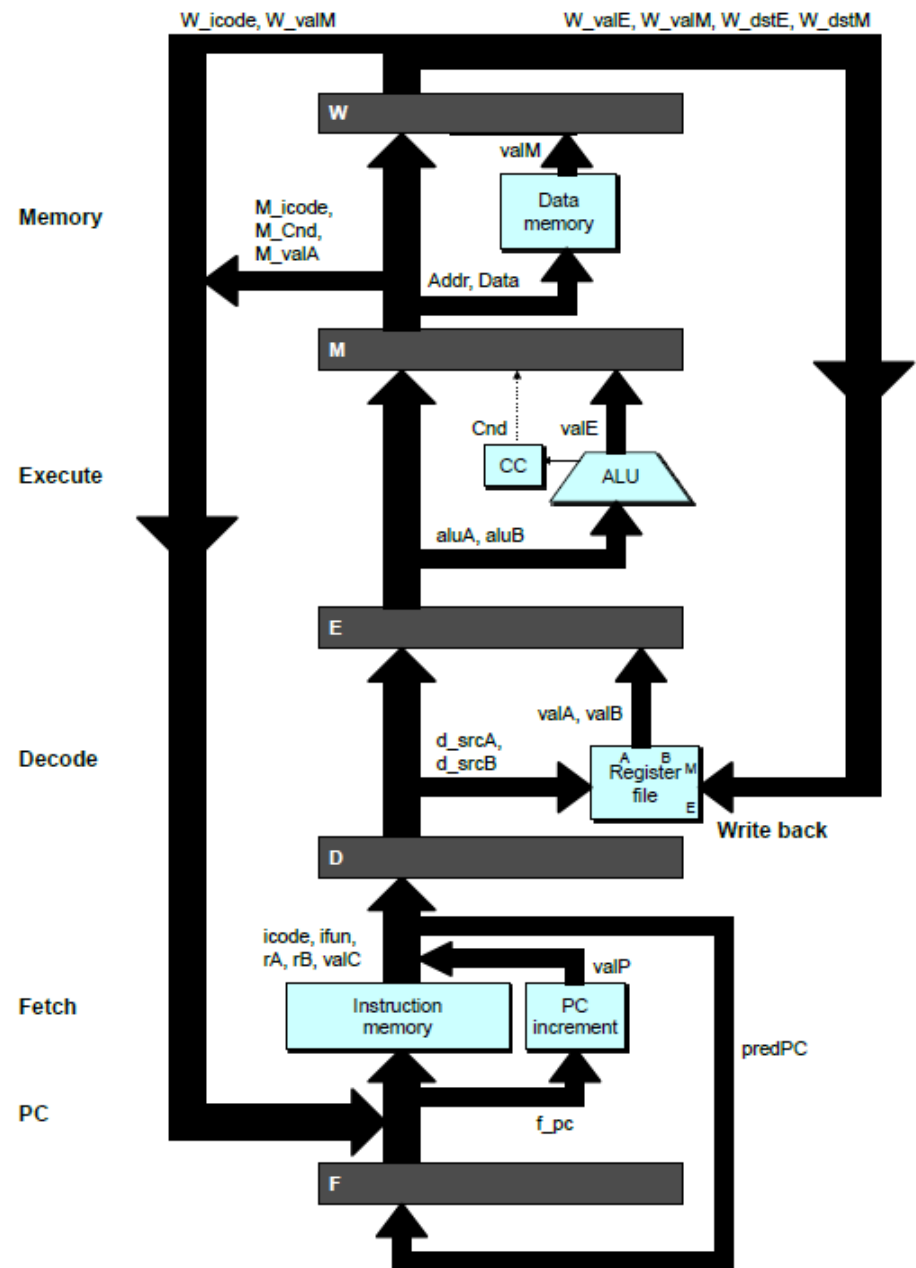 W_icode, W_valM
W_valE, W_valM, W_dstE, W_dstM
W
valM
Data
memory
Memory
M_icode,
M_Cnd,
M_valA
Addr, Data
M
Cnd
valE
CC
ALU
Execute
aluA, aluB
E
valA, valB
d_srcA,
d_srcB
Decode
A B
Register M
file
E
Write back
D
icode, ifun,
rA, rB, valC
valP
Fetch
Instruction
memory
PC
increment
predPC
PC
f_pc
F